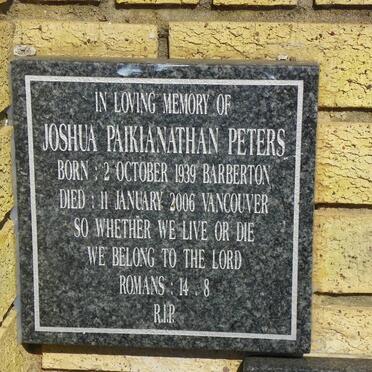 IN LOVING MEMORY OF
JOSHUA PAIKIANATHAN PETERS
BORN : 2 OCTOBER 1939 BARBERTON
DIED : 11 JANUARY 2006 VANCOUVER
SO WHETHER WE LIVE OR DIE
WE BELONG TO THE LORD
ROMANS : 14 . 8
R.I.P.